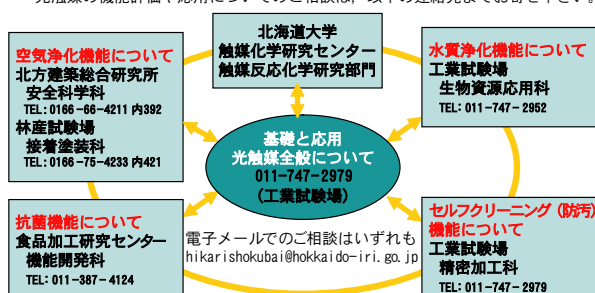 光触媒の機能評価や応用についてのご相談は，以下の連絡先までお寄せ下さい。
北海道大学
触媒化学研究センター
触媒反応化学研究部門
空気浄化機能について
北方建築総合研究所
安全科学科
TEL:0166-66-4211 内392
林産試験場
接着塗装科
TEL:0166-75-4233 内421
水質浄化機能について
工業試験場
生物資源応用科
TEL: 011-747-2952
基礎と応用
光触媒全般について
011-747-2979
（工業試験場）
抗菌機能について
食品加工研究センター
機能開発科
TEL: 011-387-4124
電子メールでのご相談はいずれも
hikarishokubai@hokkaido-iri.go.jp
セルフクリーニング（防汚）
機能について
工業試験場
精密加工科
TEL: 011-747-2979